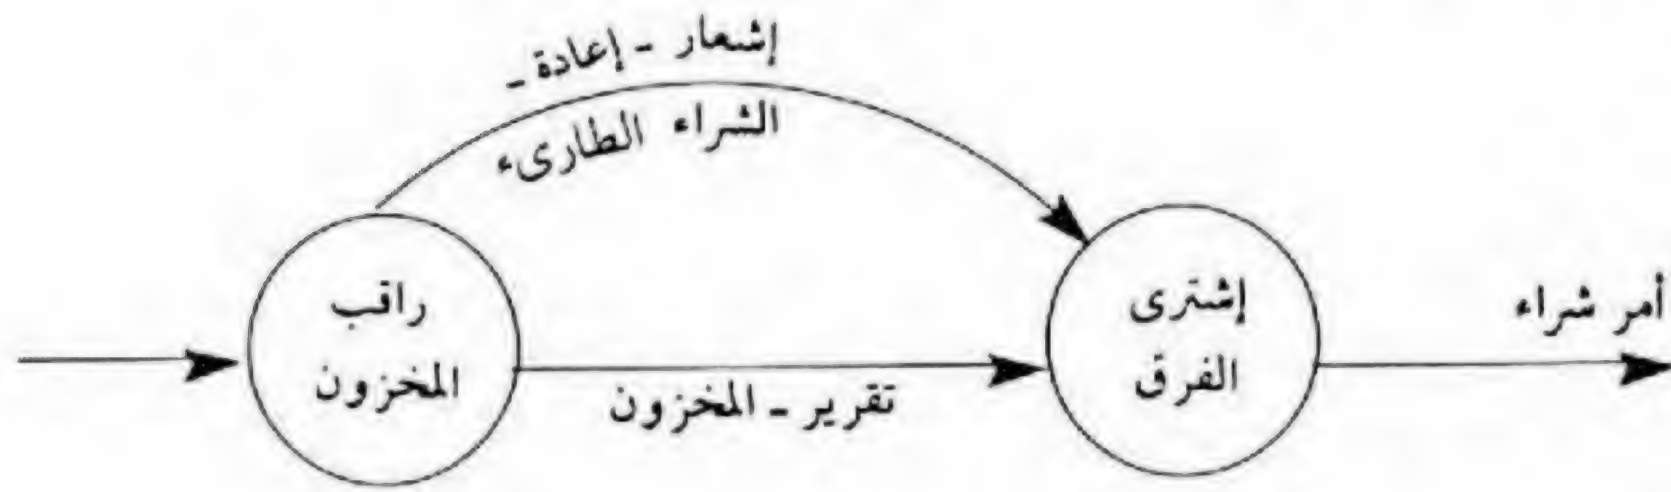 إشعار - إعادة -
الشراء الطارىء
راقب
المخزون
تقرير - المخزون
إشترى
الفرق
أمر شراء